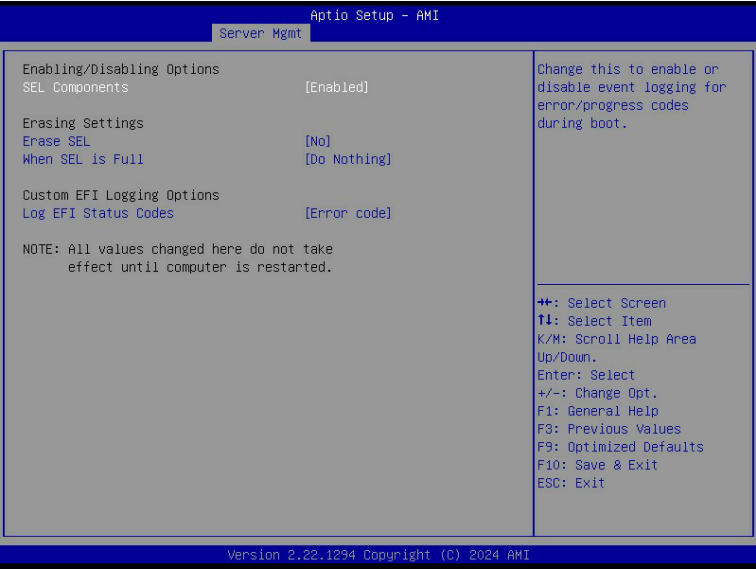 Aptio Setup – AMI
Server Mgmt
Enabling/Disabling Options
SEL Components [Enabled]
Erasing Settings
Erase SEL [No]
When SEL is Full [Do Nothing]
Custom EFI Logging Options
Log EFI Status Codes [Error code]
NOTE: All values changed here do not take
effect until computer is restarted.
Change this to enable or
disable event logging for
error/progress codes
during boot.
→←: Select Screen
↑↓: Select Item
K/M: Scroll Help Area
Up/Down.
Enter: Select
+/-: Change Opt.
F1: General Help
F3: Previous Values
F9: Optimized Defaults
F10: Save & Exit
ESC: Exit
Version 2.22.1294 Copyright (C) 2024 AMI